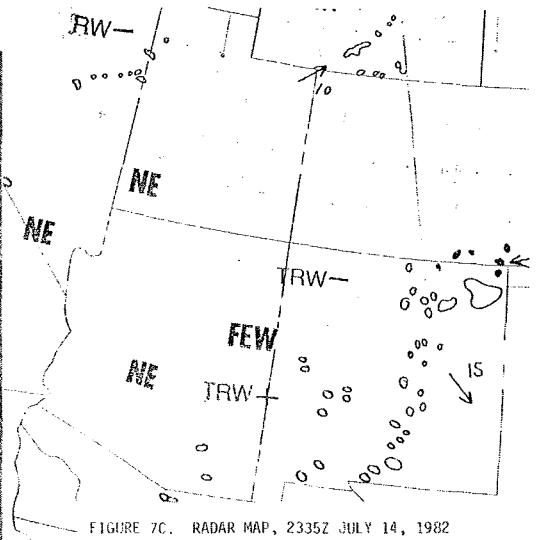 RW–
10
NE
NE
TRW–
FEW
NE
15
TRW+
FIGURE 7C. RADAR MAP, 2335Z JULY 14, 1982